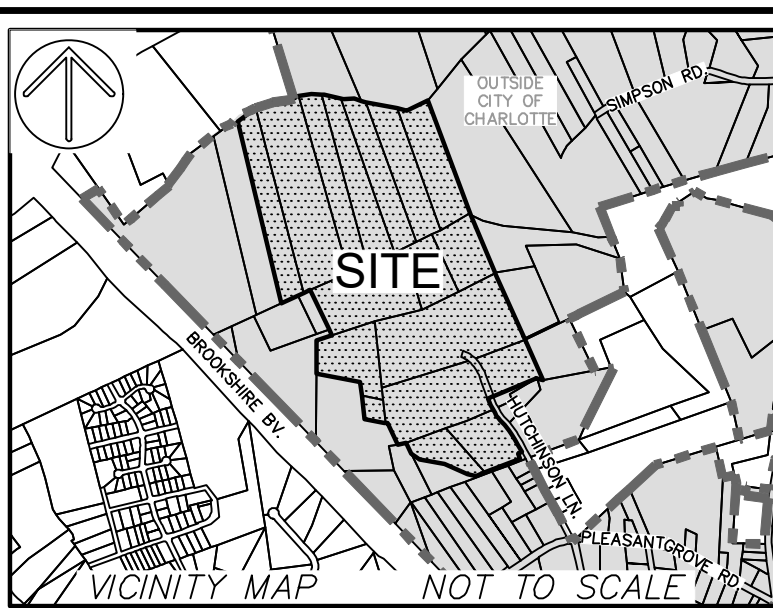 OUTSIDE
CITY OF
CHARLOTTE
SIMPSON RD.
SITE
BROOKSHIRE BV.
HUTCHINSON LN.
PLEASANTGROVE RD.
VICINITY MAP NOT TO SCALE